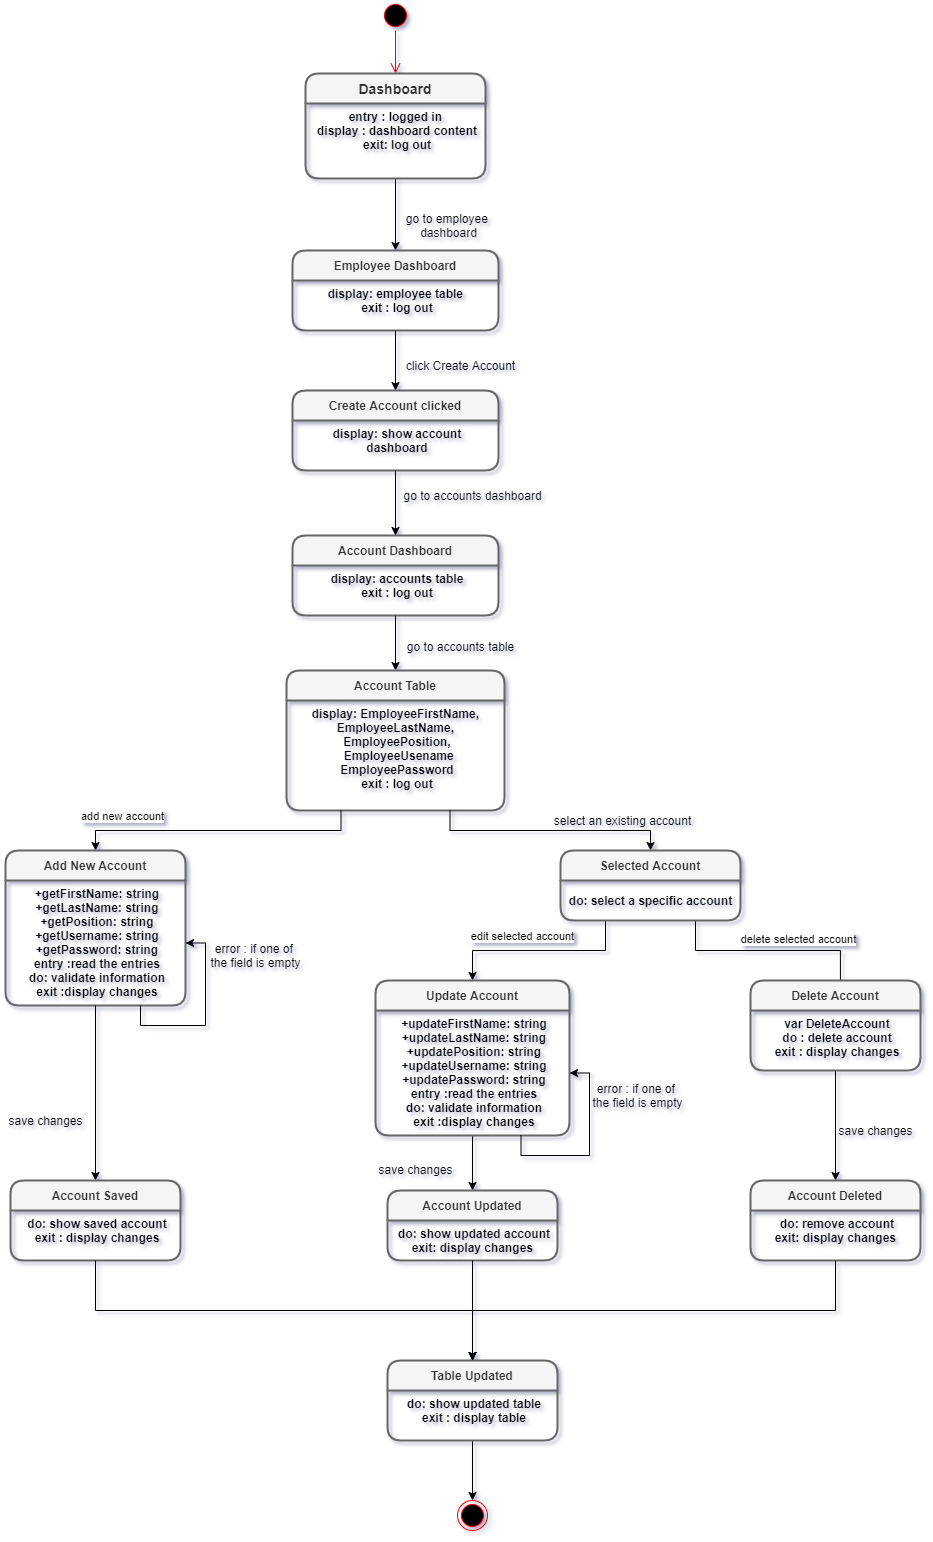 Dashboard
entry : logged in
display : dashboard content
exit: log out
go to employee
dashboard
Employee Dashboard
display: employee table
exit : log out
click Create Account
Create Account clicked
display: show account
dashboard
go to accounts dashboard
Account Dashboard
display: accounts table
exit : log out
go to accounts table
Account Table
display: EmployeeFirstName,
EmployeeLastName,
EmployeePosition,
EmployeeUsename
EmployeePassword
exit : log out
add new account
select an existing account
Add New Account
+getFirstName: string
+getLastName: string
+getPosition: string
+getUsername: string
+getPassword: string
entry :read the entries
do: validate information
exit :display changes
error : if one of
the field is empty
Selected Account
do: select a specific account
edit selected account
delete selected account
Update Account
+updateFirstName: string
+updateLastName: string
+updatePosition: string
+updateUsername: string
+updatePassword: string
entry :read the entries
do: validate information
exit :display changes
error : if one of
the field is empty
Delete Account
var DeleteAccount
do : delete account
exit : display changes
save changes
save changes
save changes
Account Saved
do: show saved account
exit : display changes
Account Updated
do: show updated account
exit: display changes
Account Deleted
do: remove account
exit: display changes
Table Updated
do: show updated table
exit : display table